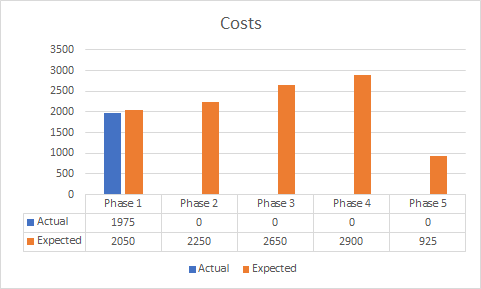 Costs
3500
3000
2500
2000
1500
1000
500
0
Phase 1 Phase 2 Phase 3 Phase 4 Phase 5
Actual 1975 0 0 0 0
Expected 2050 2250 2650 2900 925
Actual Expected